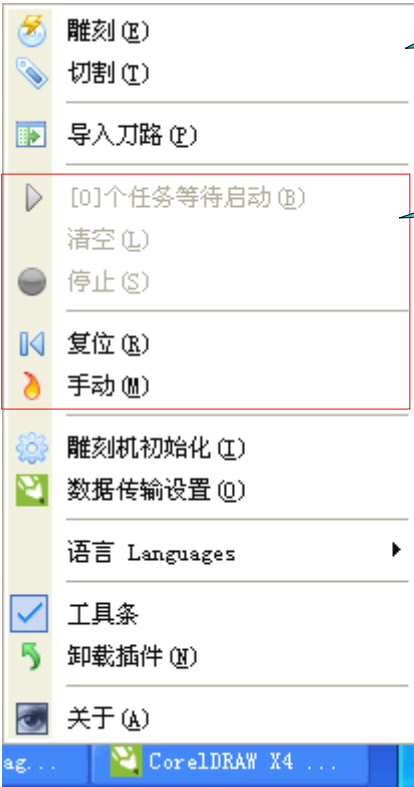 雕刻(E)
切割(T)
导入刀路(P)
[0]个任务等待启动(B)
清空(L)
停止(S)
复位(R)
手动(M)
雕刻机初始化(I)
数据传输设置(O)
语言 Languages
工具条
卸载插件(N)
关于(A)
ag... CorelDRAW X4 ...